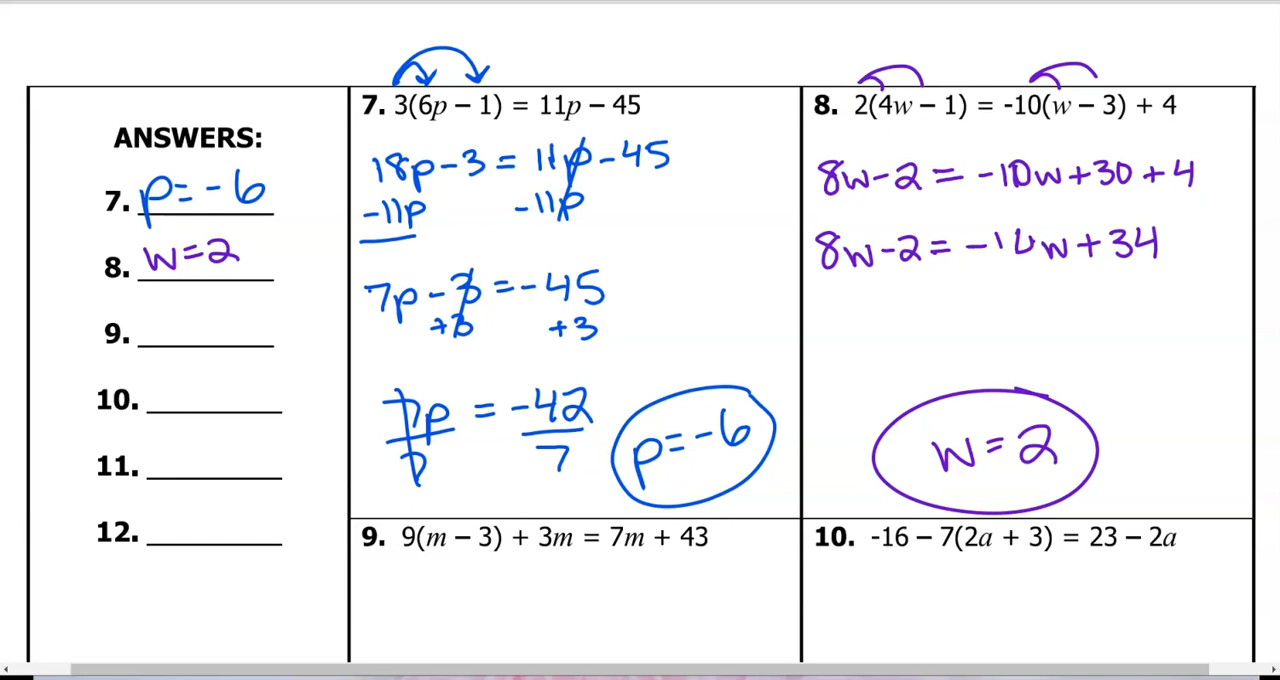 ANSWERS:
7. p = -6
8. w = 2
9.
10.
11.
12.
7. 3(6p – 1) = 11p – 45
18p - 3 = 11p - 45
-11p -11p
7p - 3 = -45
+3 +3
7p = -42
7 7
p = -6
8. 2(4w – 1) = -10(w – 3) + 4
8w - 2 = -10w + 30 + 4
8w - 2 = -10w + 34
w = 2
9. 9(m – 3) + 3m = 7m + 43
10. -16 – 7(2a + 3) = 23 – 2a